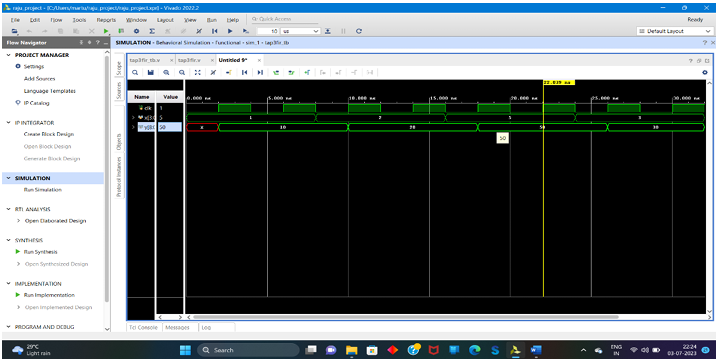 raju_project - [C:/Users/martu/raju_project/raju_project.xpr] - Vivado 2022.2
File Edit Flow Tools Reports Window Layout View Run Help Quick Access Ready
10 us Default Layout
Flow Navigator SIMULATION - Behavioral Simulation - Functional - sim_1 - tap3fir_tb
PROJECT MANAGER
Settings
Add Sources
Language Templates
IP Catalog
IP INTEGRATOR
Create Block Design
Open Block Design
Generate Block Design
SIMULATION
Run Simulation
RTL ANALYSIS
Open Elaborated Design
SYNTHESIS
Run Synthesis
Open Synthesized Design
IMPLEMENTATION
Run Implementation
Open Implemented Design
PROGRAM AND DEBUG
Scope
Sources
Objects
Protocol Instances
tap3fir_tb.v tap3fir.v Untitled 9*
22.839 ns
Name Value 0.000 ns 5.000 ns 10.000 ns 15.000 ns 20.000 ns 25.000 ns 30.000 ns
clk 1
5 1 2 5 3
50 X 10 20 50 30
50
Tcl Console Messages Log
29°C
Light rain
Search
ENG
IN
22:24
03-07-2023